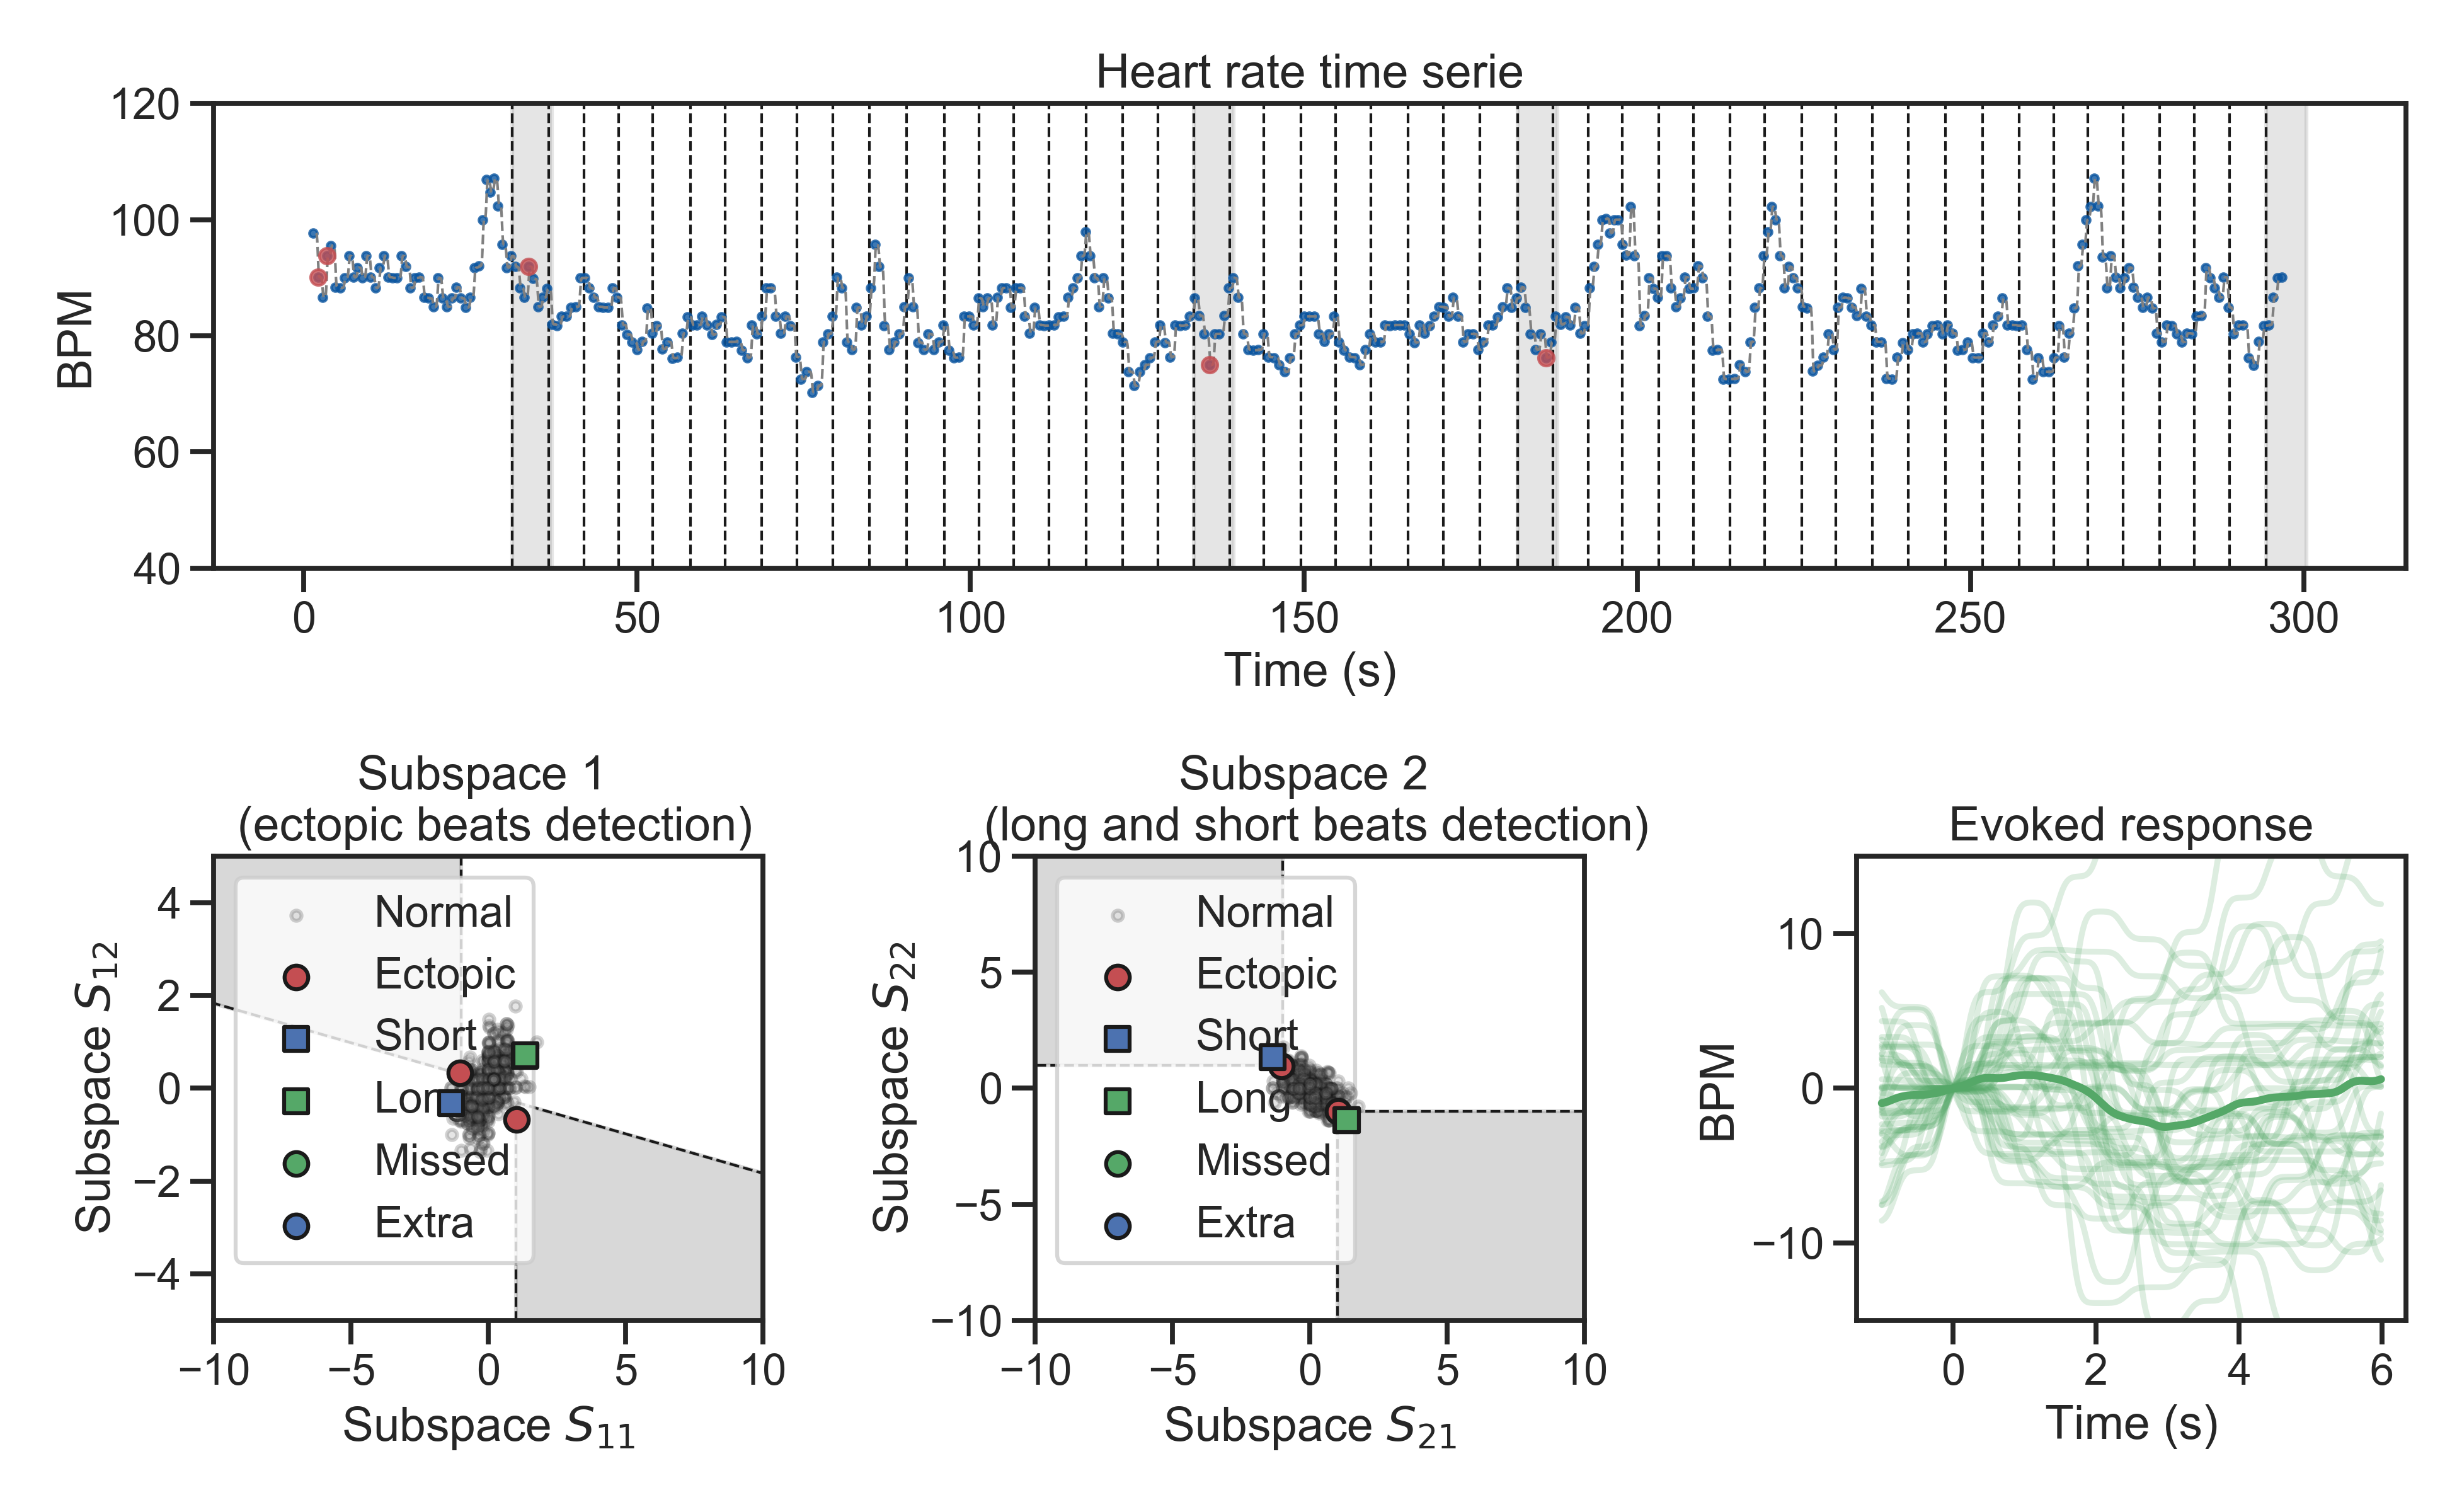 Heart rate time serie
120
100
80
60
40
BPM
0 50 100 150 200 250 300
Time (s)
Subspace 1
(ectopic beats detection)
4
2
0
−2
−4
Subspace S12
Normal
Ectopic
Short
Long
Missed
Extra
−10 −5 0 5 10
Subspace S11
Subspace 2
(long and short beats detection)
10
5
0
−5
−10
Subspace S22
Normal
Ectopic
Short
Long
Missed
Extra
−10 −5 0 5 10
Subspace S21
Evoked response
10
0
−10
BPM
0 2 4 6
Time (s)